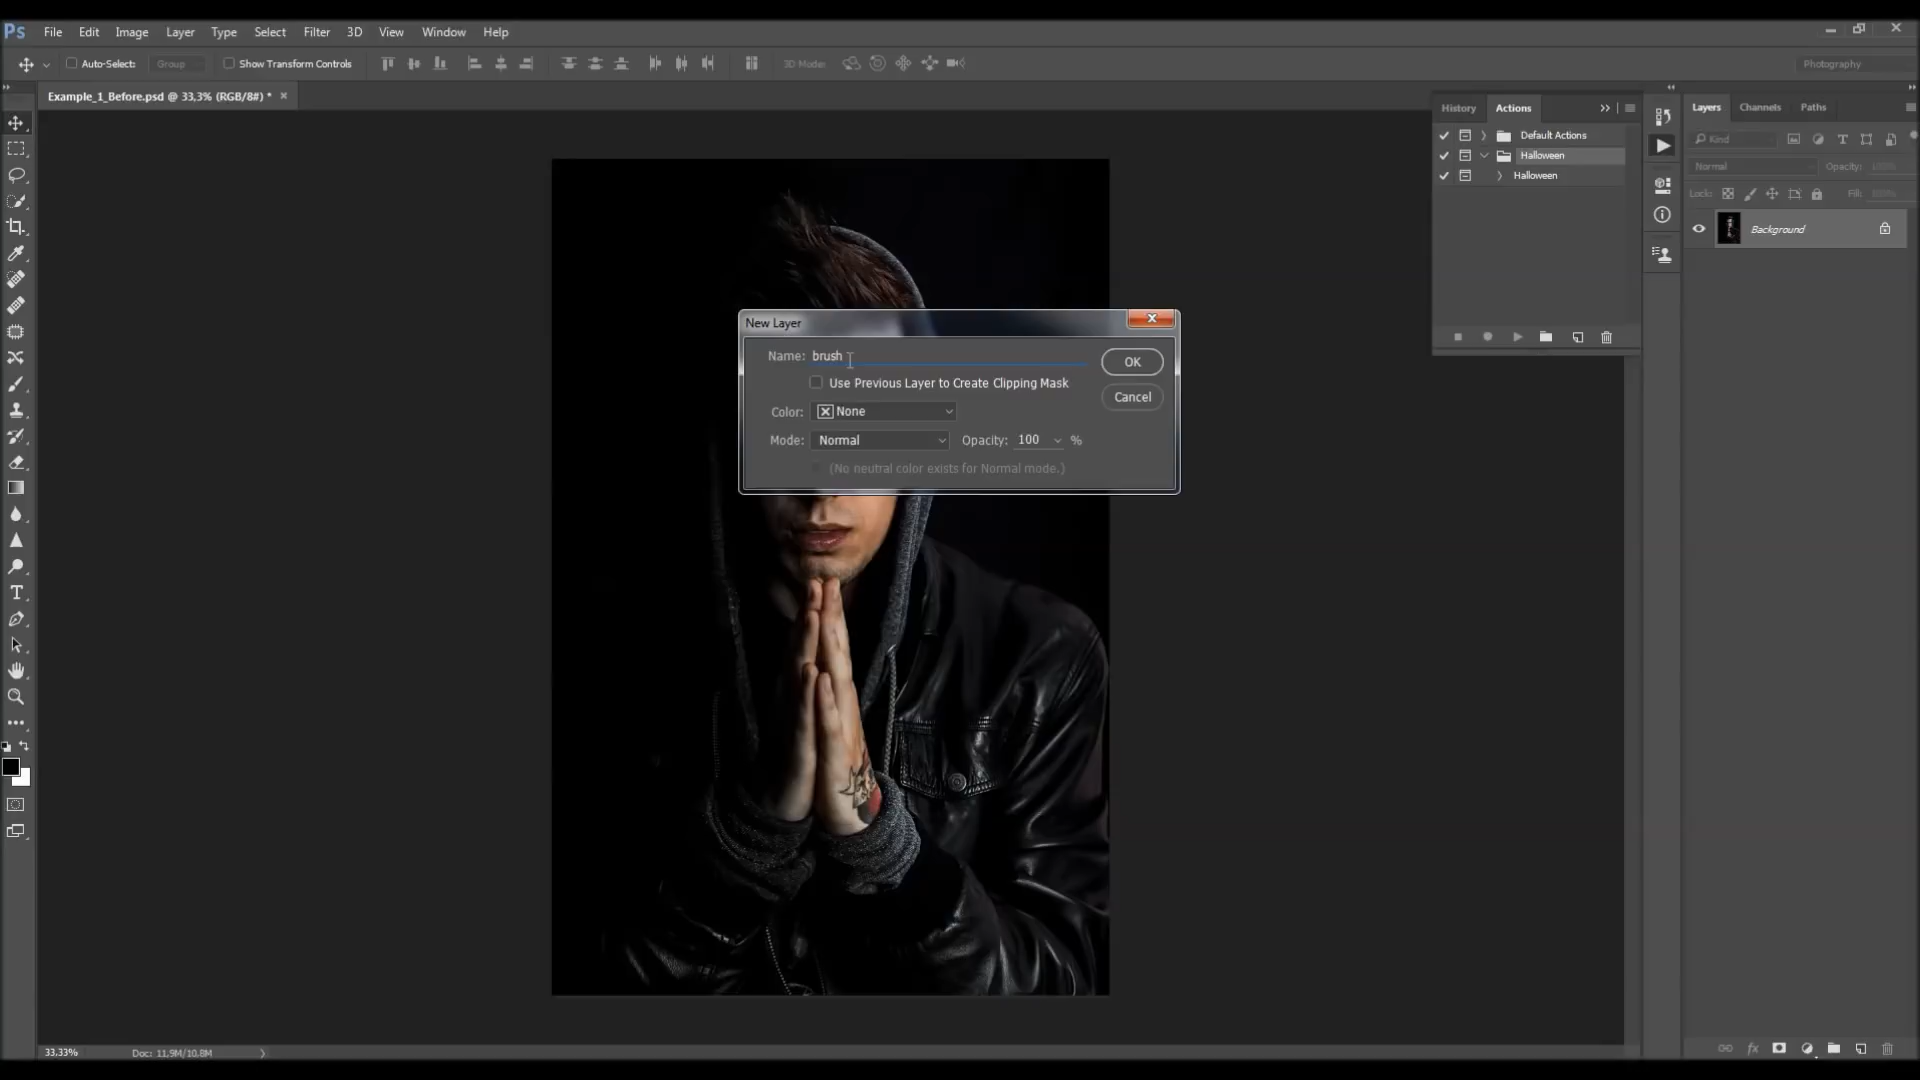 Ps File Edit Image Layer Type Select Filter 3D View Window Help
Auto-Select: Group Show Transform Controls 3D Mode: Photography
Example_1_Before.psd @ 33,3% (RGB/8#) * ×
History Actions
Default Actions
Halloween
Halloween
Layers Channels Paths
Kind
Normal Opacity:
Lock: Fill:
Background
New Layer
Name: brush
OK
Use Previous Layer to Create Clipping Mask
Cancel
Color: None
Mode: Normal Opacity: 100 %
(No neutral color exists for Normal mode.)
33,33% Doc: 11,9M/10,8M